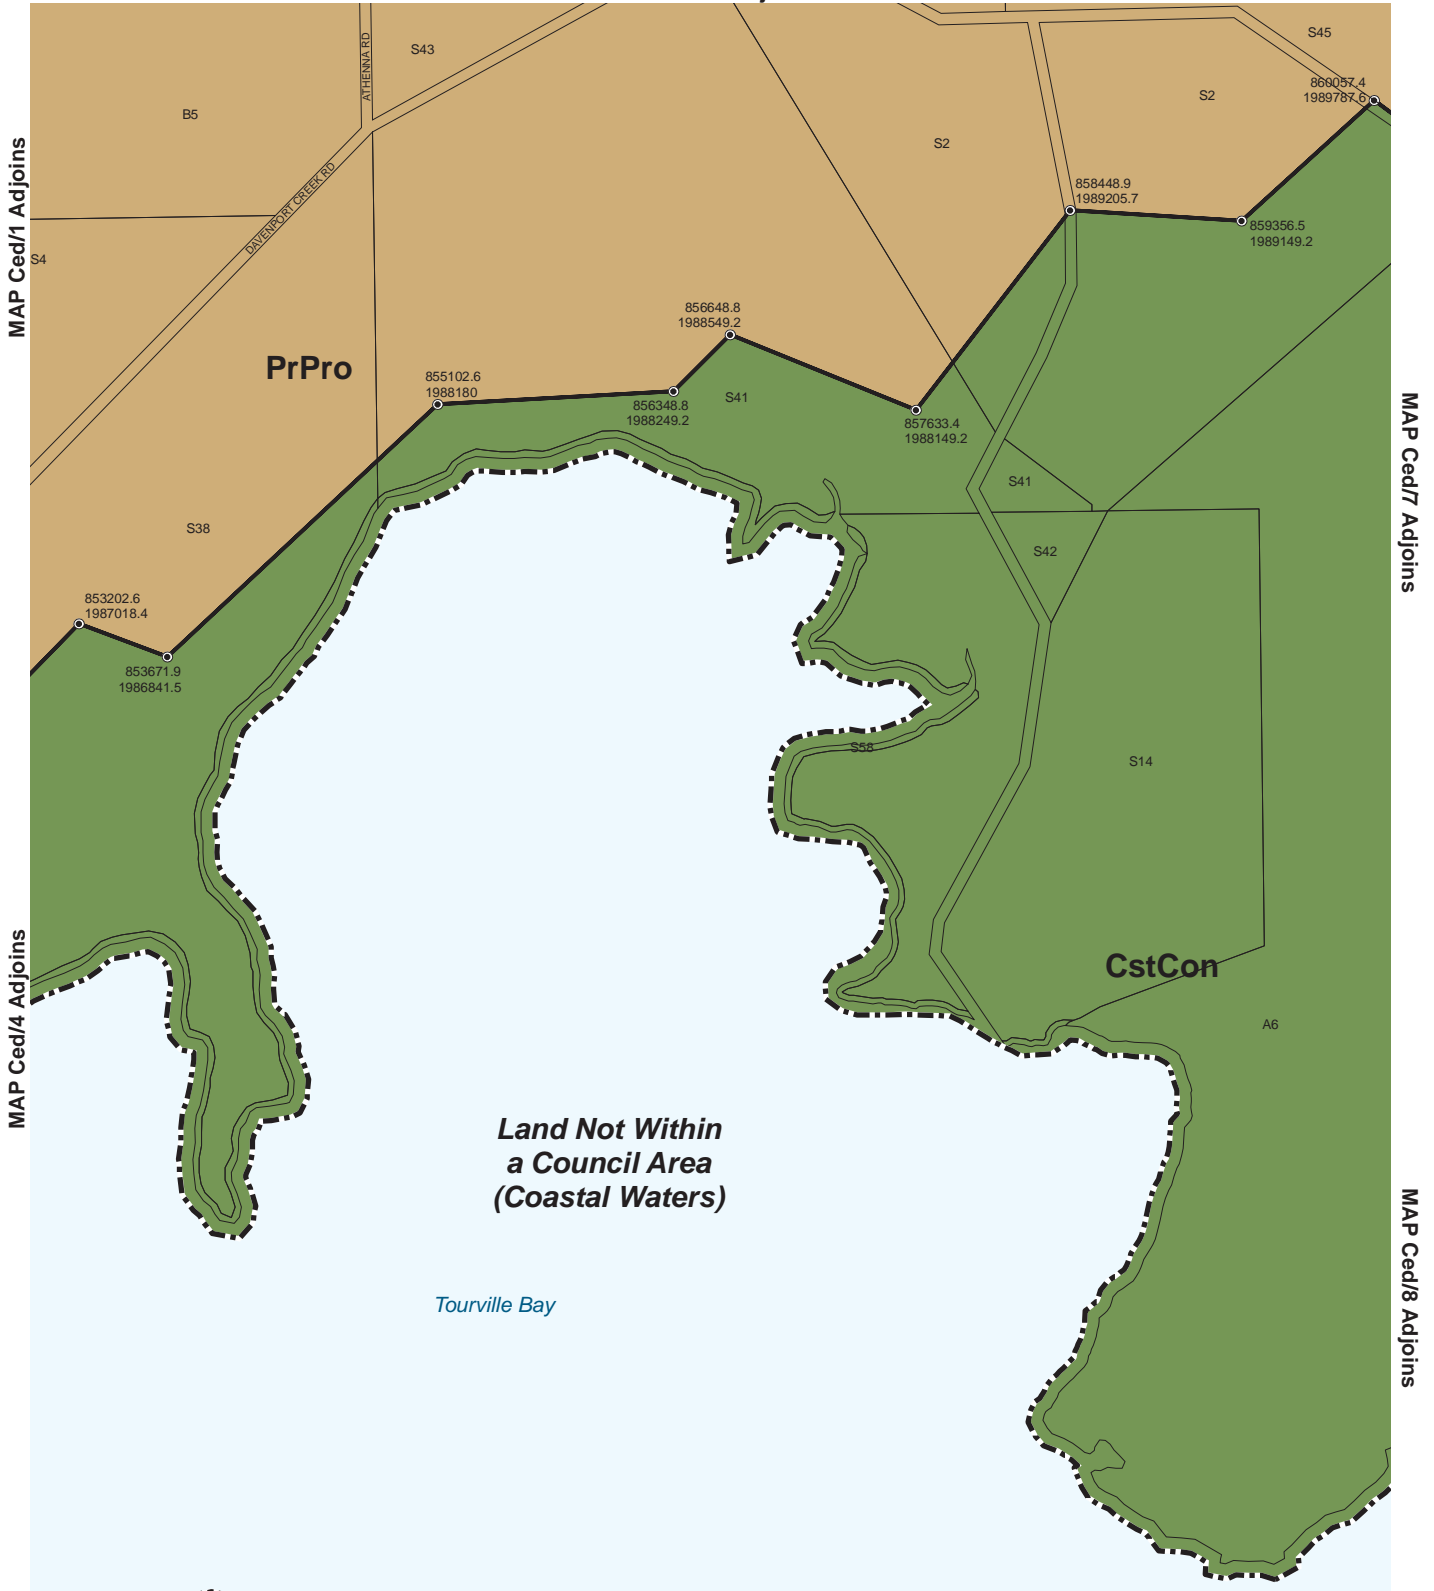 S45
S43
ATHENNA RD
860057.4
1989787.6
S2
B5
S2
MAP Ced/1 Adjoins
DAVENPORT CREEK RD
858448.9
1989205.7
859356.5
1989149.2
S4
856648.8
1988549.2
PrPro
855102.6
1988180
S41
856348.8
1988249.2
857633.4
1988149.2
MAP Ced/7 Adjoins
S41
S38
S42
853202.6
1987018.4
853671.9
1986841.5
S58
S14
CstCon
MAP Ced/4 Adjoins
A6
Land Not Within
a Council Area
(Coastal Waters)
MAP Ced/8 Adjoins
Tourville Bay